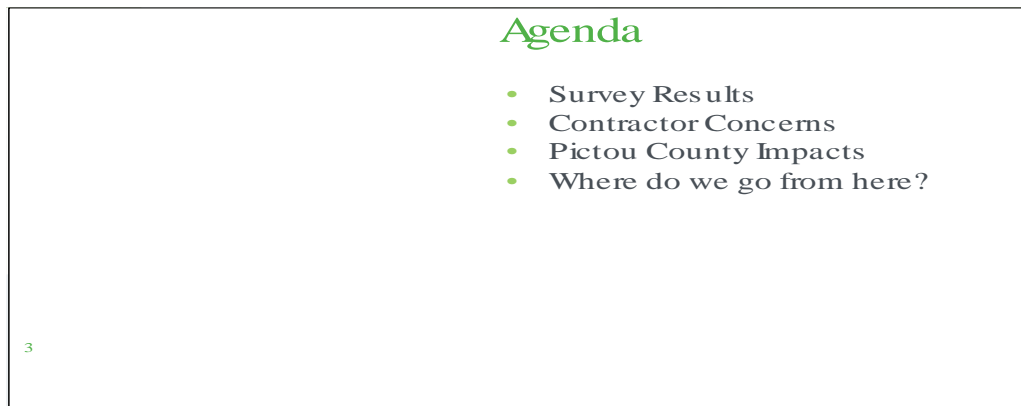 Agenda
• Survey Results
• Contractor Concerns
• Pictou County Impacts
• Where do we go from here?
3